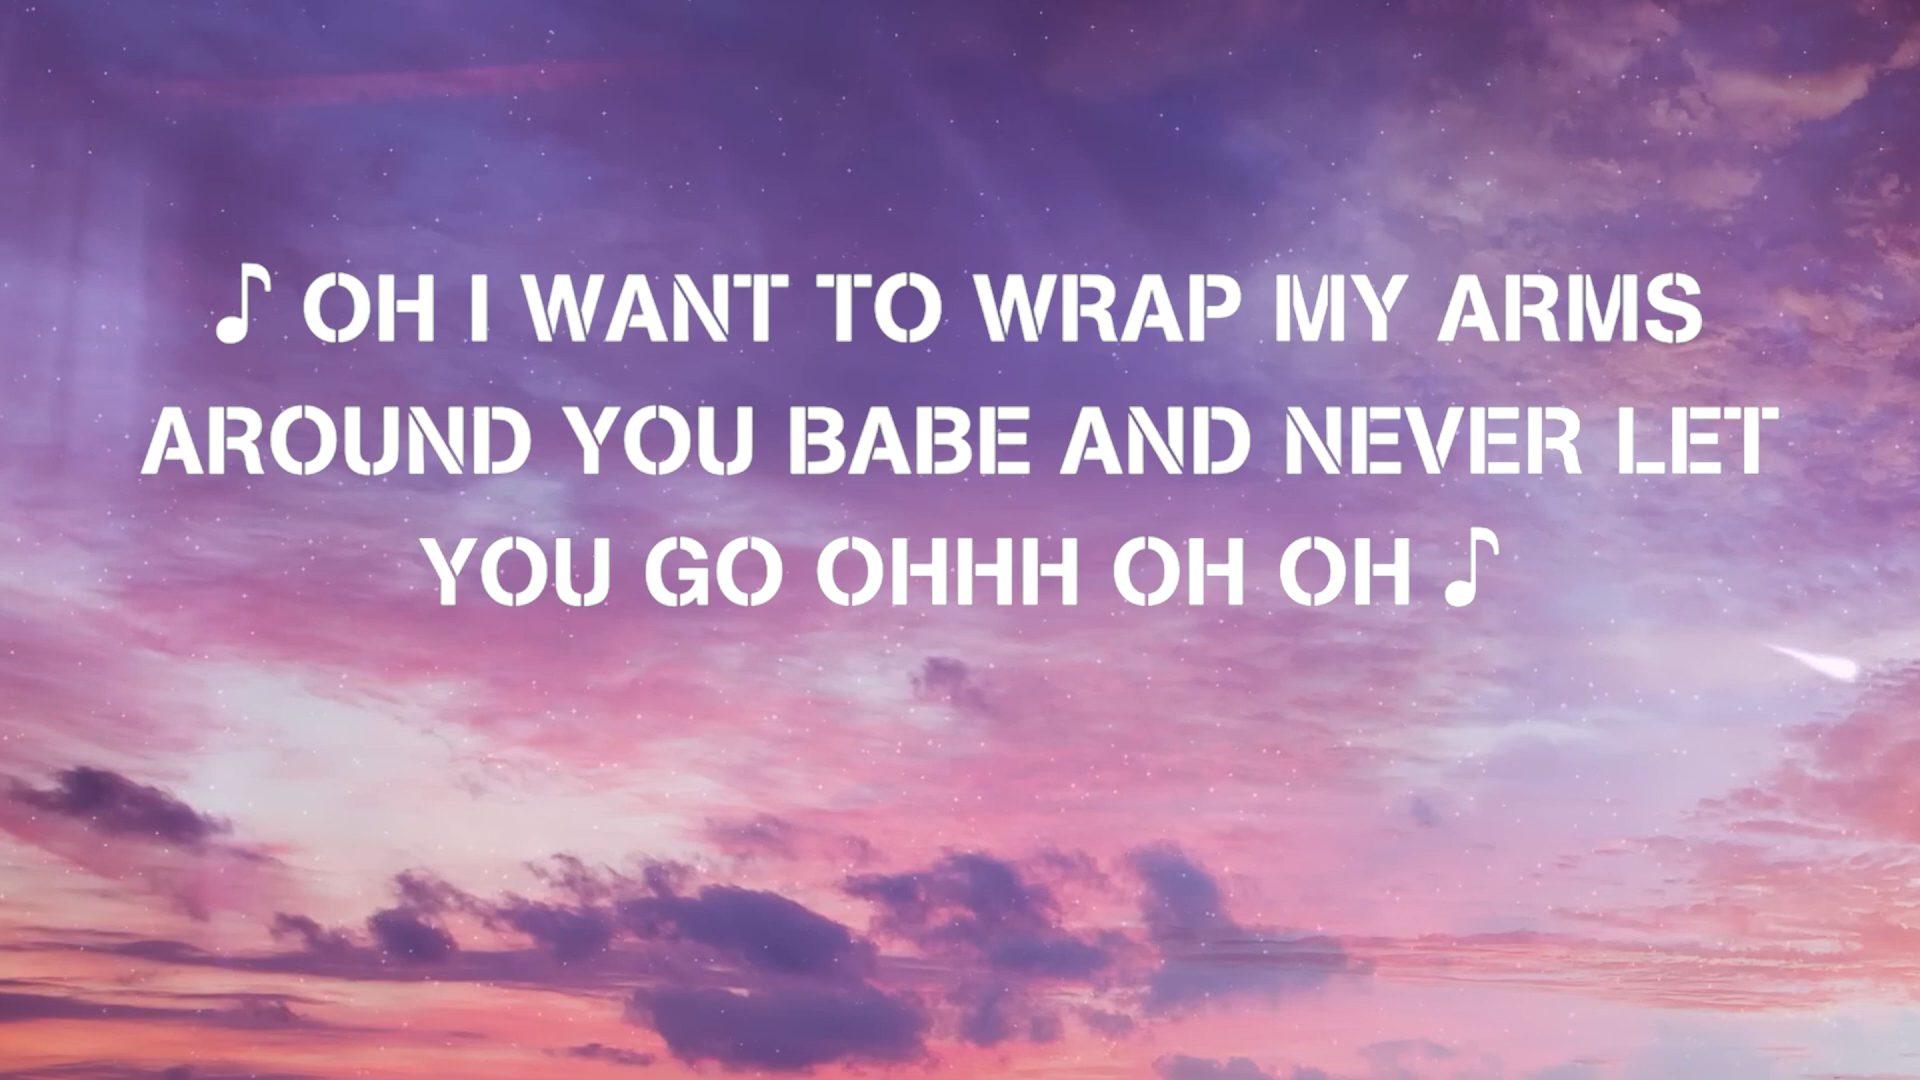 ♪ OH I WANT TO WRAP MY ARMS
AROUND YOU BABE AND NEVER LET
YOU GO OHHH OH OH ♪